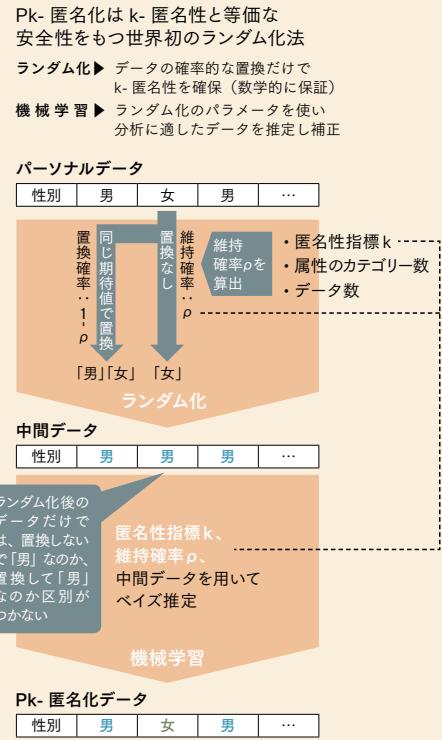 Pk- 匿名化は k- 匿名性と等価な
安全性をもつ世界初のランダム化法
ランダム化▶ データの確率的な置換だけで
k- 匿名性を確保（数学的に保証）
機械学習▶ ランダム化のパラメータを使い
分析に適したデータを推定し補正
パーソナルデータ
性別 男 女 男 …
置換確率：1-ρ
同じ期待値で置換
置換なし
維持確率：ρ
維持
確率ρを
算出
・匿名性指標k
・属性のカテゴリー数
・データ数
「男」「女」 「女」
ランダム化
中間データ
性別 男 男 男 …
ランダム化後の
データだけで
は、置換しない
で「男」なのか、
置換して「男」
なのか区別が
つかない
匿名性指標k、
維持確率ρ、
中間データを用いて
ベイズ推定
機械学習
Pk- 匿名化データ
性別 男 女 男 …